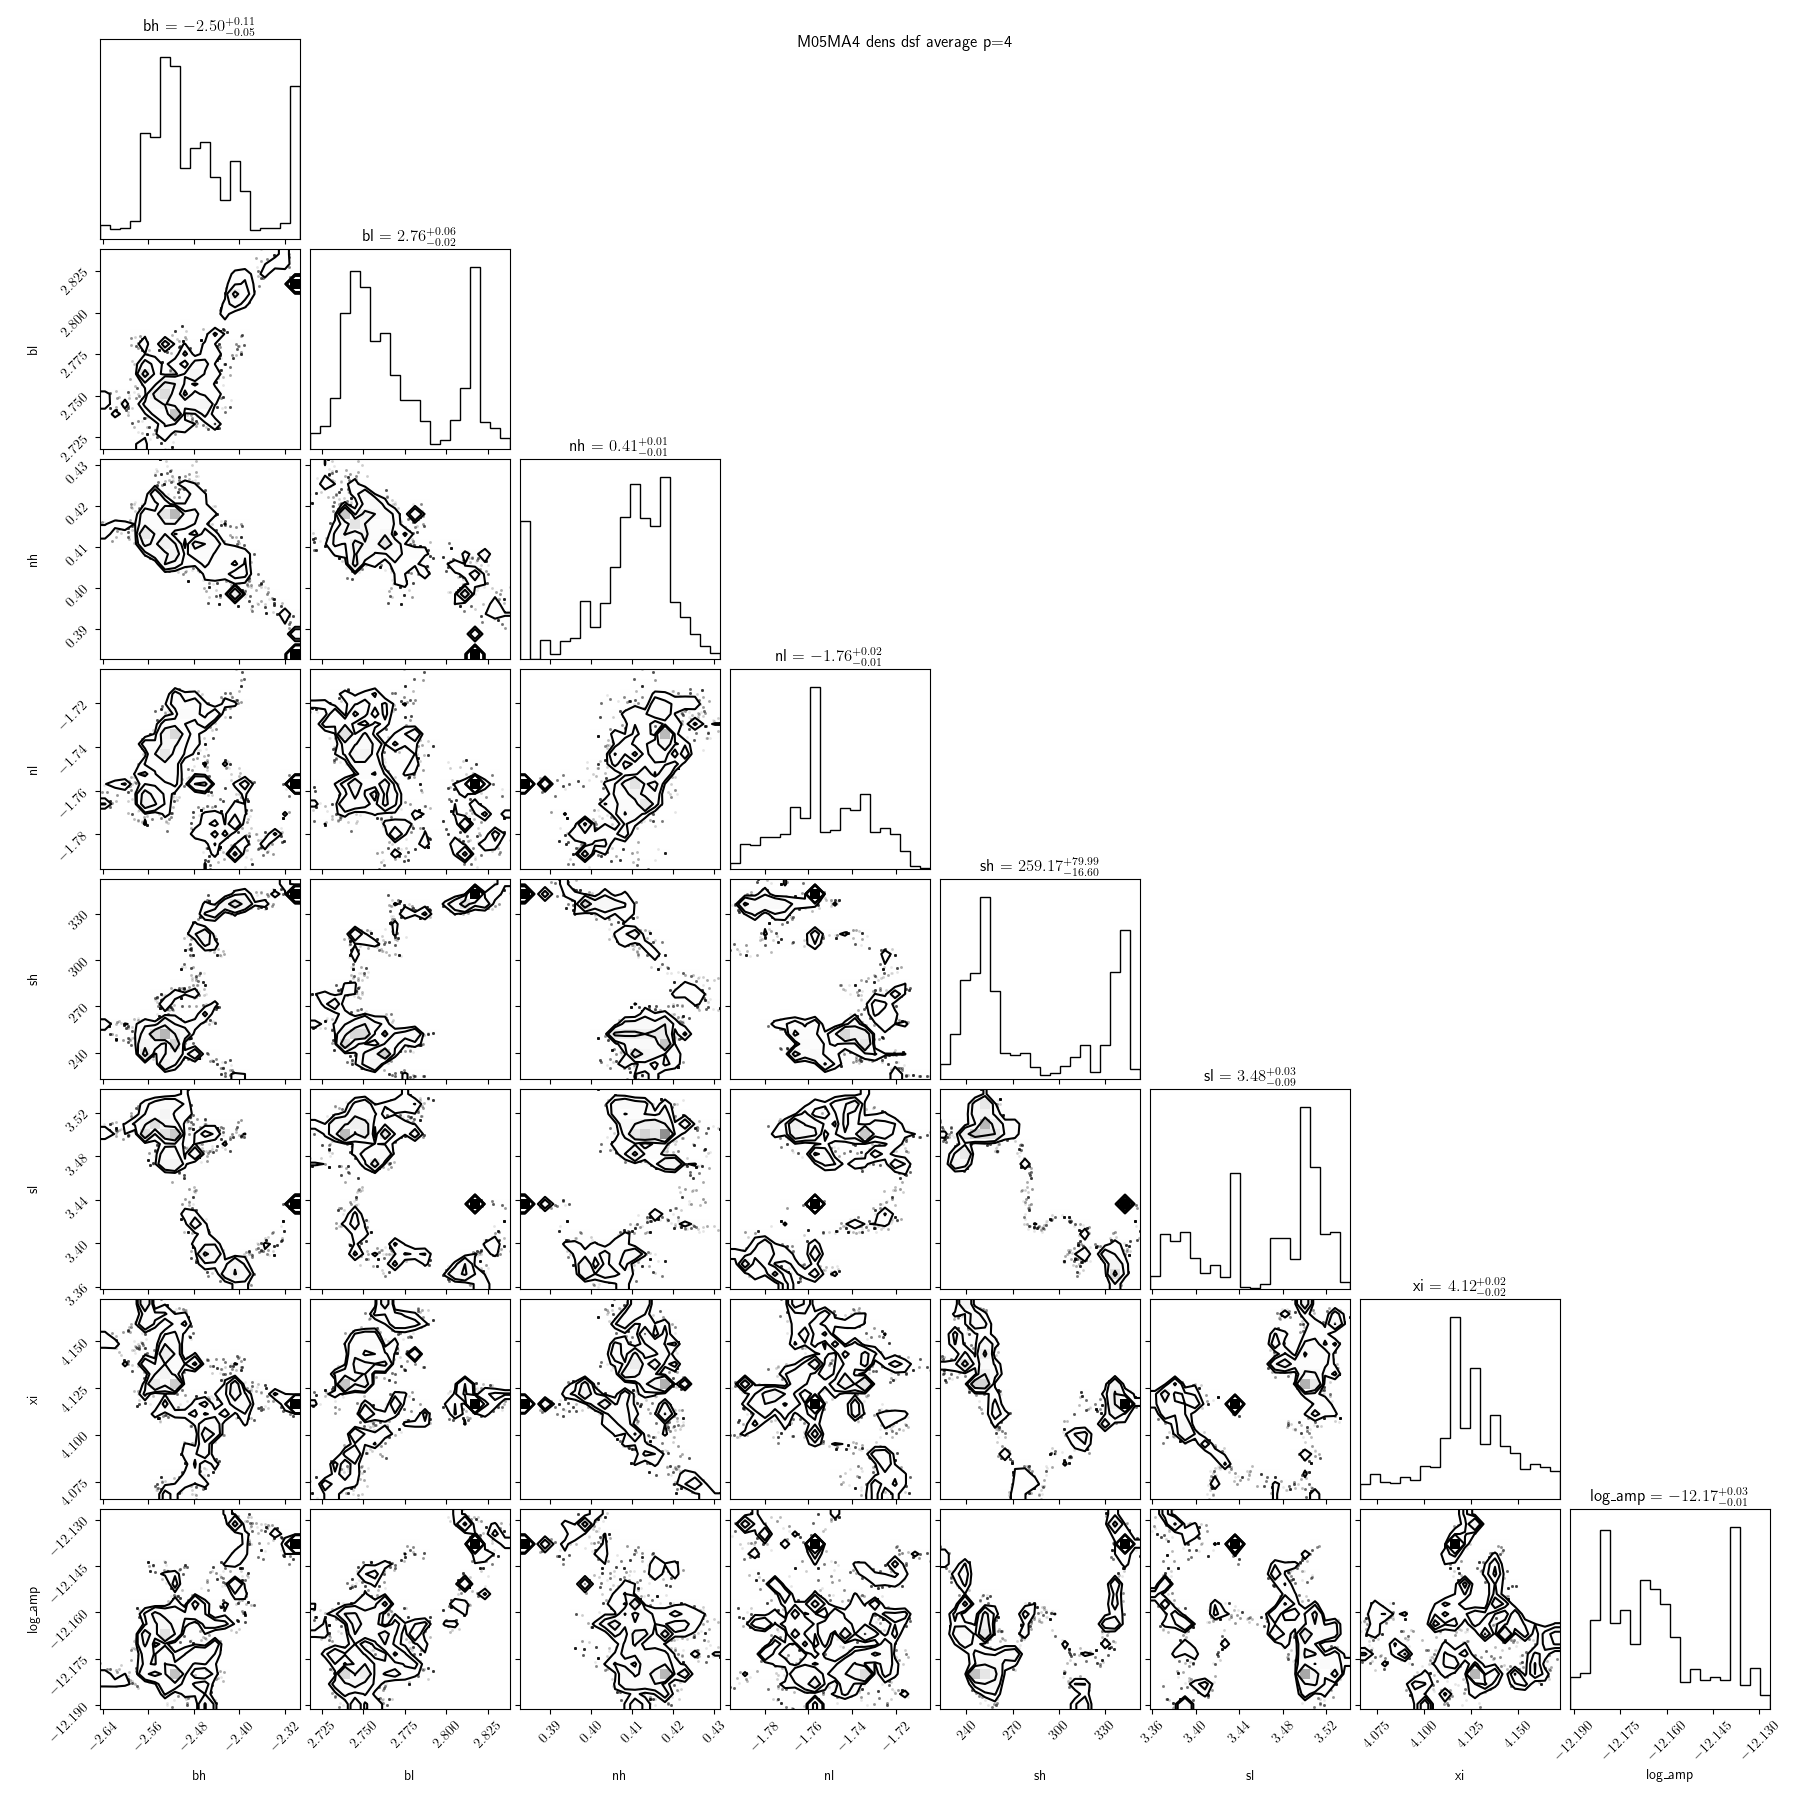 bh = −2.50^{+0.11}_{−0.05}
M05MA4 dens dsf average p=4
bl = 2.76^{+0.06}_{−0.02}
2.825
2.800
2.775
2.750
2.725
bl
nh = 0.41^{+0.01}_{−0.01}
0.43
0.42
0.41
0.40
0.39
nh
nl = −1.76^{+0.02}_{−0.01}
−1.72
−1.74
−1.76
−1.78
nl
sh = 259.17^{+79.99}_{−16.60}
330
300
270
240
sh
sl = 3.48^{+0.03}_{−0.09}
3.52
3.48
3.44
3.40
3.36
sl
xi = 4.12^{+0.02}_{−0.02}
4.150
4.125
4.100
4.075
xi
log_amp = −12.17^{+0.03}_{−0.01}
−12.130
−12.145
−12.160
−12.175
−12.190
log_amp
−2.64 −2.56 −2.48 −2.40 −2.32 2.725 2.750 2.775 2.800 2.825 0.39 0.40 0.41 0.42 0.43 −1.78 −1.76 −1.74 −1.72 240 270 300 330 3.36 3.40 3.44 3.48 3.52 4.075 4.100 4.125 4.150 −12.190 −12.175 −12.160 −12.145 −12.130
bh bl nh nl sh sl xi log_amp